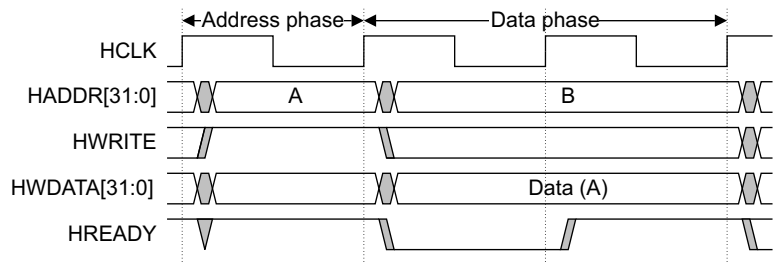 Address phase Data phase
HCLK
HADDR[31:0] A B
HWRITE
HWDATA[31:0] Data (A)
HREADY